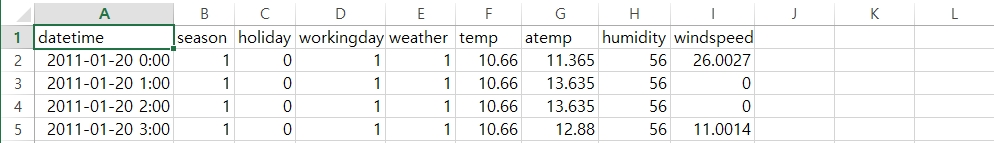 A B C D E F G H I J K L
1 datetime season holiday workingday weather temp atemp humidity windspeed
2 2011-01-20 0:00 1 0 1 1 10.66 11.365 56 26.0027
3 2011-01-20 1:00 1 0 1 1 10.66 13.635 56 0
4 2011-01-20 2:00 1 0 1 1 10.66 13.635 56 0
5 2011-01-20 3:00 1 0 1 1 10.66 12.88 56 11.0014